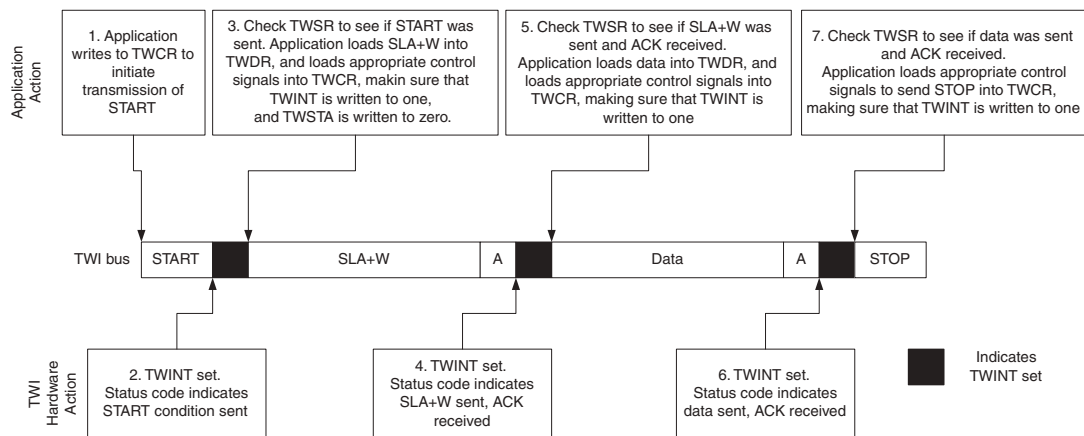 Application
Action
1. Application
writes to TWCR to
initiate
transmission of
START
3. Check TWSR to see if START was
sent. Application loads SLA+W into
TWDR, and loads appropriate control
signals into TWCR, makin sure that
TWINT is written to one,
and TWSTA is written to zero.
5. Check TWSR to see if SLA+W was
sent and ACK received.
Application loads data into TWDR, and
loads appropriate control signals into
TWCR, making sure that TWINT is
written to one
7. Check TWSR to see if data was sent
and ACK received.
Application loads appropriate control
signals to send STOP into TWCR,
making sure that TWINT is written to one
TWI bus
START
SLA+W
A
Data
A
STOP
TWI
Hardware
Action
2. TWINT set.
Status code indicates
START condition sent
4. TWINT set.
Status code indicates
SLA+W sent, ACK
received
6. TWINT set.
Status code indicates
data sent, ACK received
Indicates
TWINT set